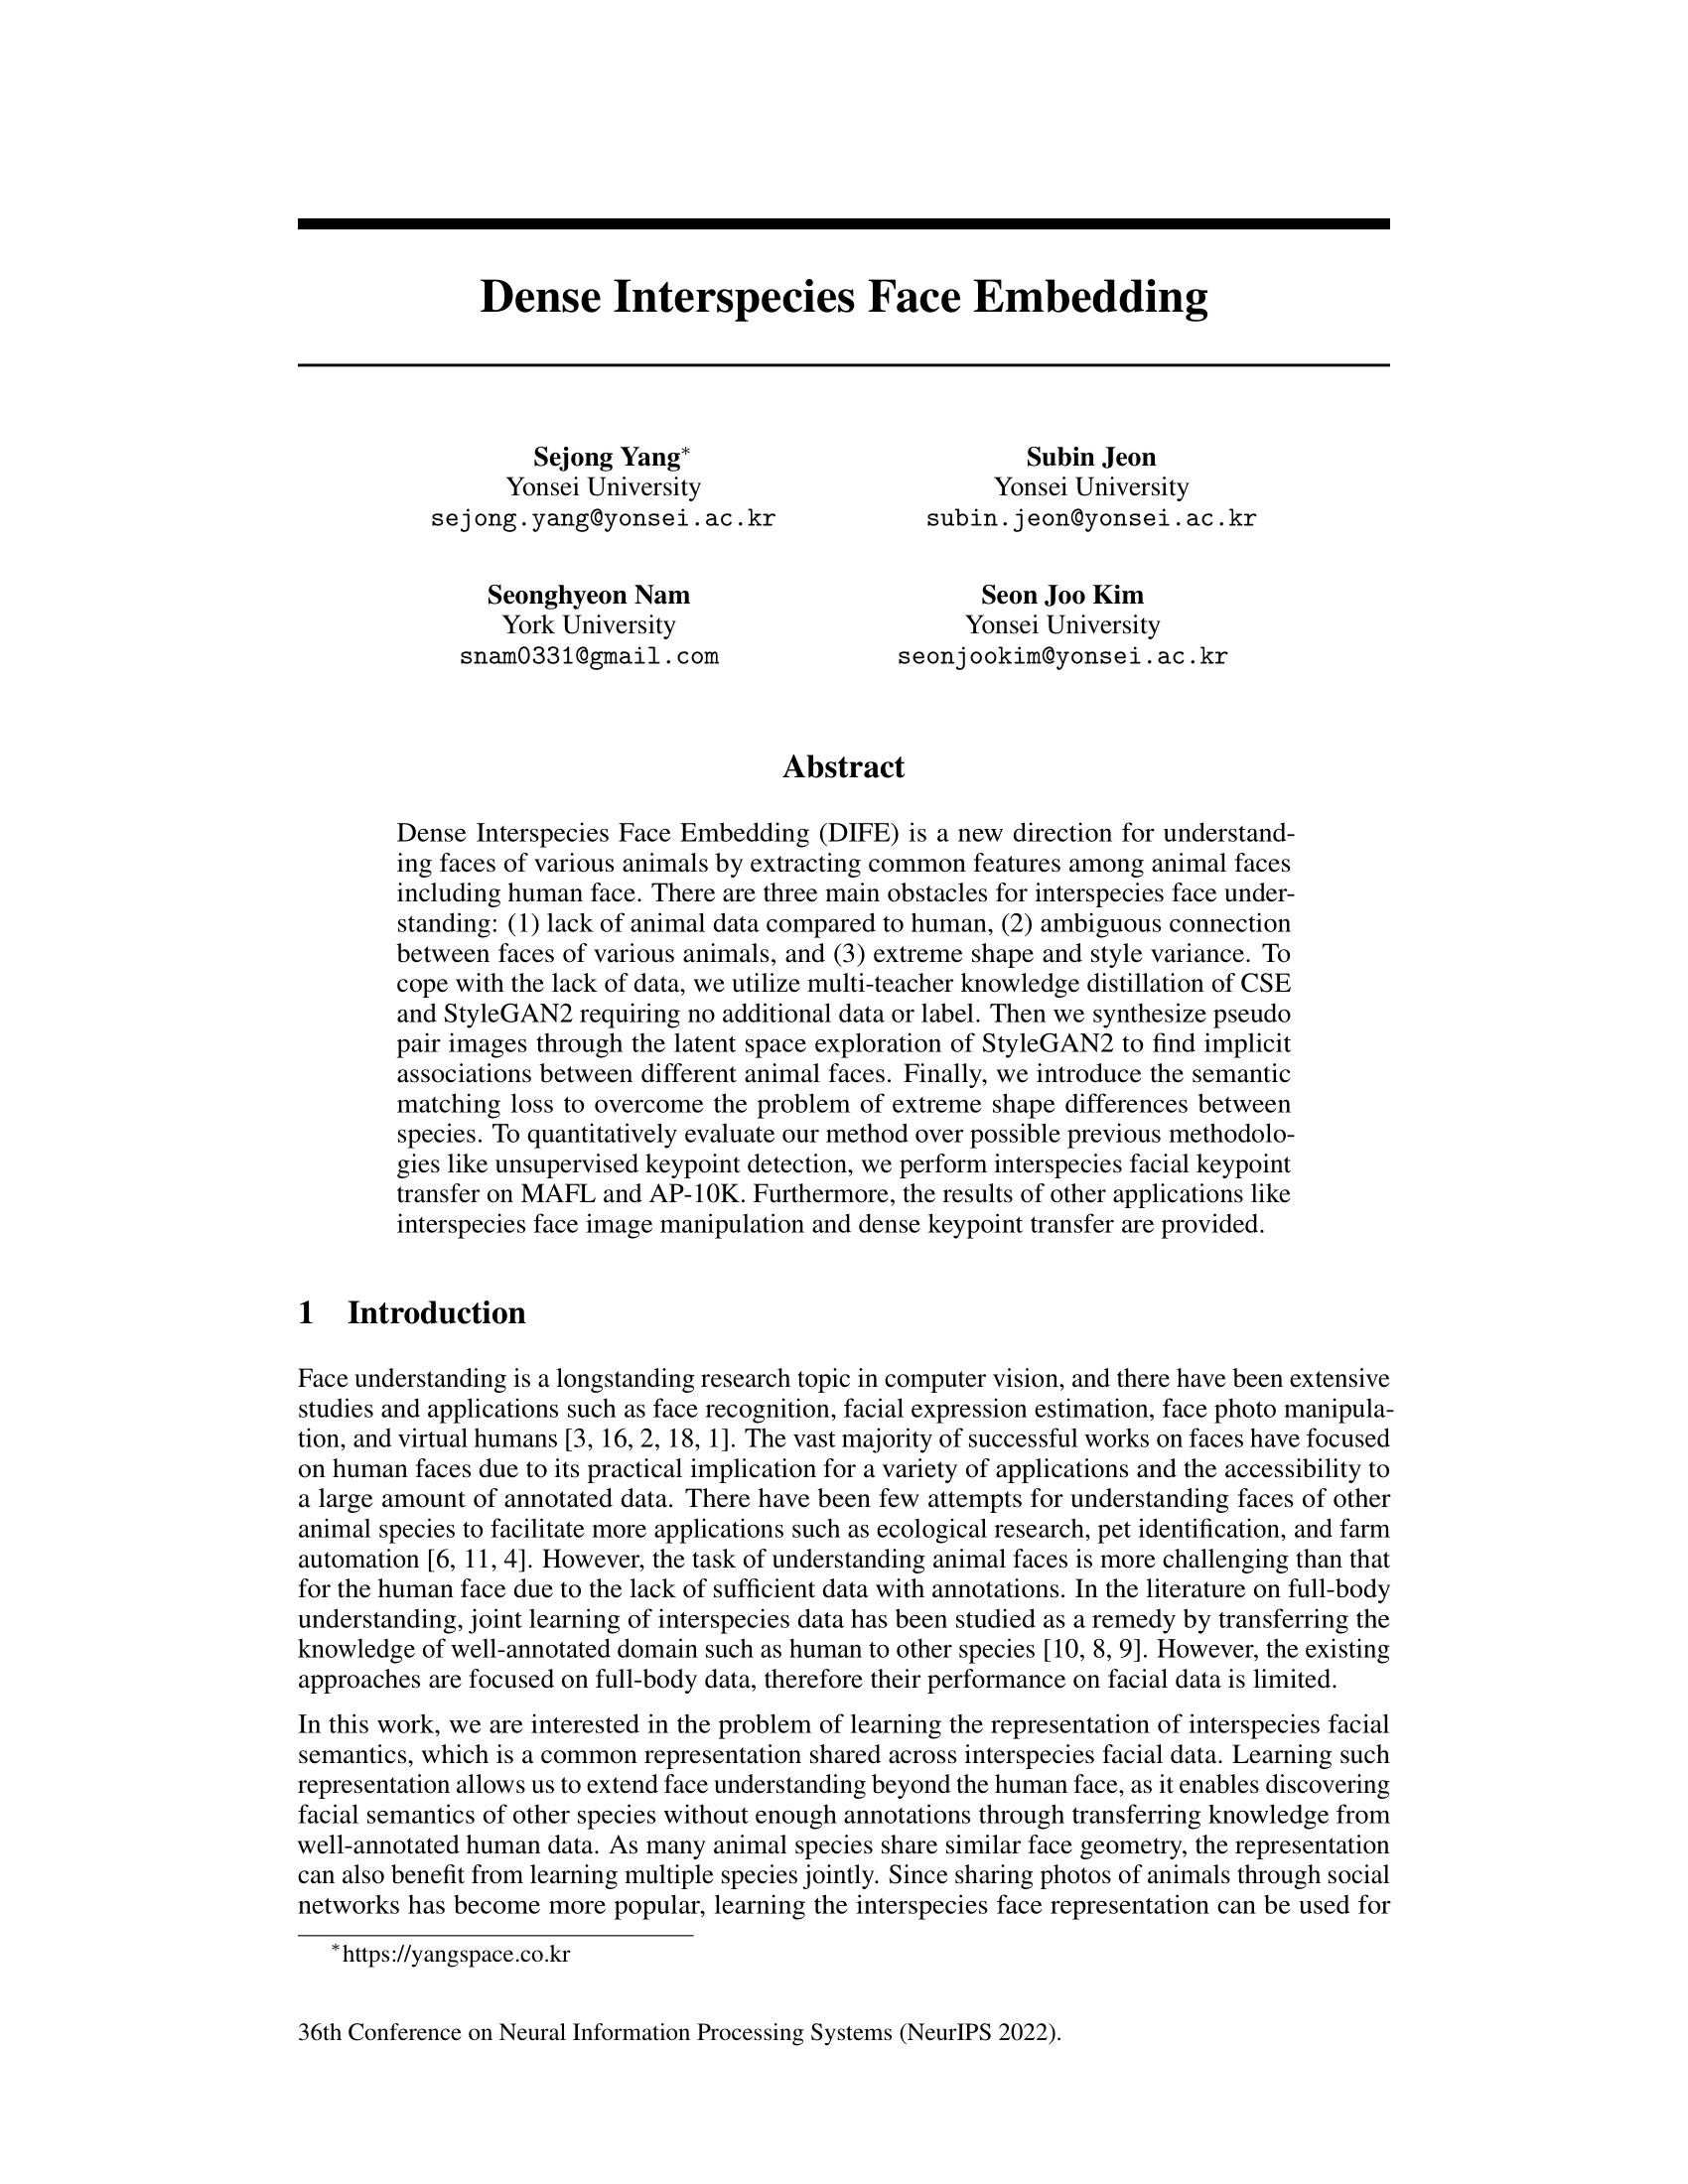 Dense Interspecies Face Embedding
Sejong Yang*
Yonsei University
sejong.yang@yonsei.ac.kr
Subin Jeon
Yonsei University
subin.jeon@yonsei.ac.kr
Seonghyeon Nam
York University
snam0331@gmail.com
Seon Joo Kim
Yonsei University
seonjookim@yonsei.ac.kr
Abstract
Dense Interspecies Face Embedding (DIFE) is a new direction for understand-
ing faces of various animals by extracting common features among animal faces
including human face. There are three main obstacles for interspecies face under-
standing: (1) lack of animal data compared to human, (2) ambiguous connection
between faces of various animals, and (3) extreme shape and style variance. To
cope with the lack of data, we utilize multi-teacher knowledge distillation of CSE
and StyleGAN2 requiring no additional data or label. Then we synthesize pseudo
pair images through the latent space exploration of StyleGAN2 to find implicit
associations between different animal faces. Finally, we introduce the semantic
matching loss to overcome the problem of extreme shape differences between
species. To quantitatively evaluate our method over possible previous methodolo-
gies like unsupervised keypoint detection, we perform interspecies facial keypoint
transfer on MAFL and AP-10K. Furthermore, the results of other applications like
interspecies face image manipulation and dense keypoint transfer are provided.
1 Introduction
Face understanding is a longstanding research topic in computer vision, and there have been extensive
studies and applications such as face recognition, facial expression estimation, face photo manipula-
tion, and virtual humans [3, 16, 2, 18, 1]. The vast majority of successful works on faces have focused
on human faces due to its practical implication for a variety of applications and the accessibility to
a large amount of annotated data. There have been few attempts for understanding faces of other
animal species to facilitate more applications such as ecological research, pet identification, and farm
automation [6, 11, 4]. However, the task of understanding animal faces is more challenging than that
for the human face due to the lack of sufficient data with annotations. In the literature on full-body
understanding, joint learning of interspecies data has been studied as a remedy by transferring the
knowledge of well-annotated domain such as human to other species [10, 8, 9]. However, the existing
approaches are focused on full-body data, therefore their performance on facial data is limited.
In this work, we are interested in the problem of learning the representation of interspecies facial
semantics, which is a common representation shared across interspecies facial data. Learning such
representation allows us to extend face understanding beyond the human face, as it enables discovering
facial semantics of other species without enough annotations through transferring knowledge from
well-annotated human data. As many animal species share similar face geometry, the representation
can also benefit from learning multiple species jointly. Since sharing photos of animals through social
networks has become more popular, learning the interspecies face representation can be used for
*https://yangspace.co.kr
36th Conference on Neural Information Processing Systems (NeurIPS 2022).